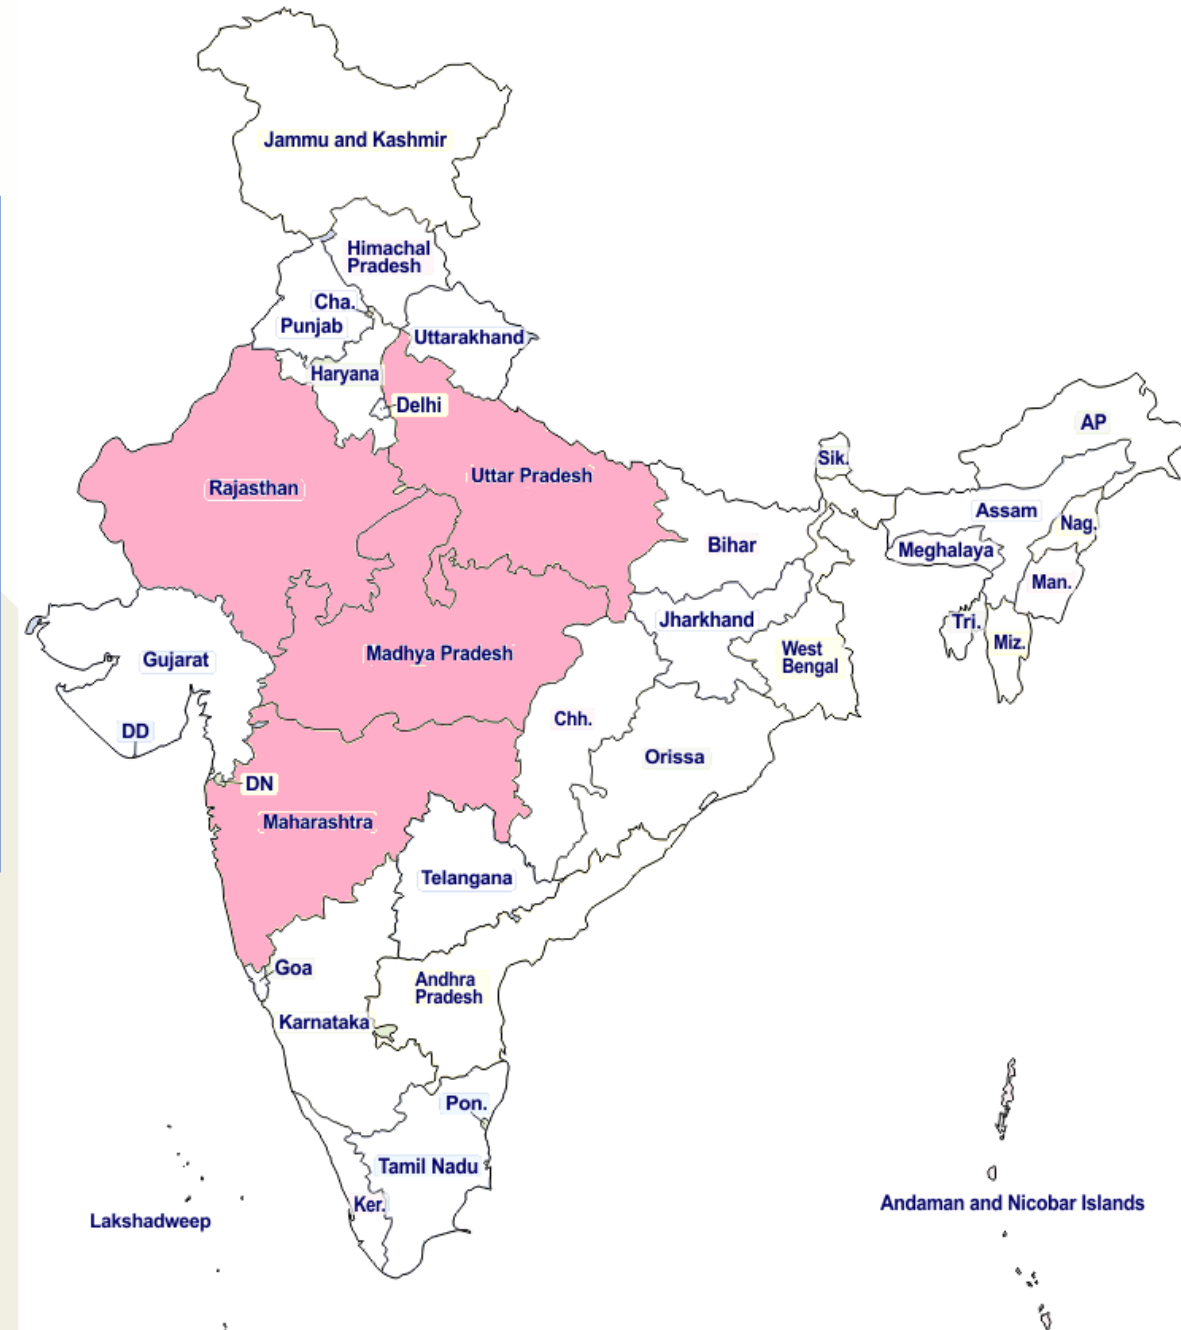 Jammu and Kashmir
Himachal
Pradesh
Cha.
Punjab
Uttarakhand
Haryana
Delhi
AP
Sik.
Uttar Pradesh
Rajasthan
Assam
Nag.
Bihar
Meghalaya
Man.
Jharkhand
Tri.
Miz.
West
Bengal
Madhya Pradesh
Gujarat
Chh.
DD
Orissa
DN
Maharashtra
Telangana
Goa
Andhra
Pradesh
Karnataka
Pon.
Tamil Nadu
Ker.
Andaman and Nicobar Islands
Lakshadweep